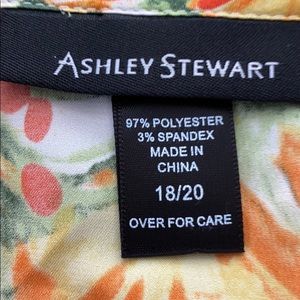 ASHLEY STEWART
97% POLYESTER
3% SPANDEX
MADE IN
CHINA
18/20
OVER FOR CARE